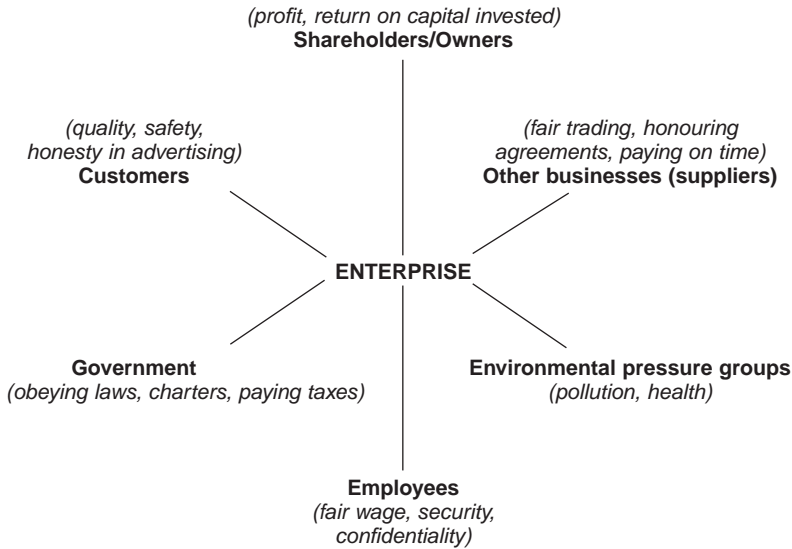 (profit, return on capital invested)
Shareholders/Owners
(quality, safety,
honesty in advertising)
Customers
(fair trading, honouring
agreements, paying on time)
Other businesses (suppliers)
ENTERPRISE
Government
(obeying laws, charters, paying taxes)
Environmental pressure groups
(pollution, health)
Employees
(fair wage, security,
confidentiality)